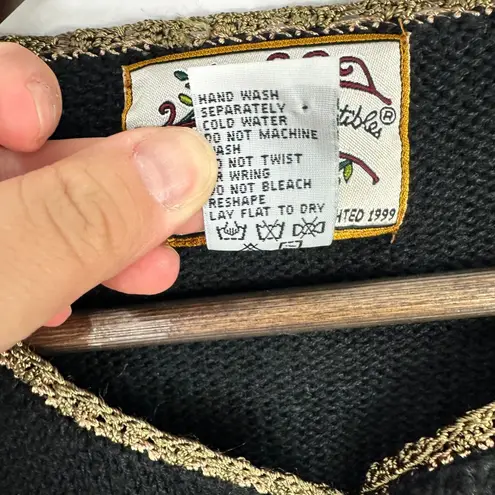 HAND WASH
SEPARATELY
COLD WATER
DO NOT MACHINE
WASH
DO NOT TWIST
OR WRING
DO NOT BLEACH
RESHAPE
LAY FLAT TO DRY
tibles®
HTED 1999